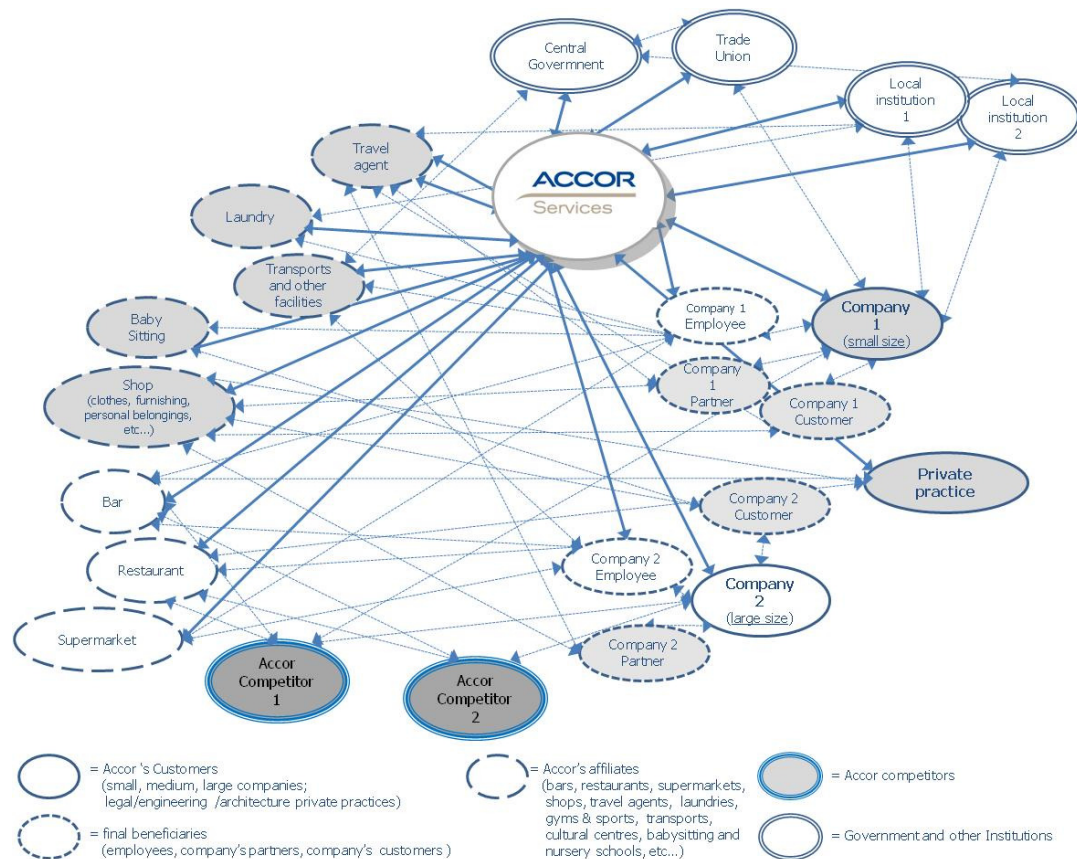 Central
Government
Trade
Union
Local
institution
1
Local
institution
2
Travel
agent
ACCOR
Services
Laundry
Transports
and other
facilities
Company 1
Employee
Company
1
(small size)
Baby
Sitting
Company
1
Partner
Shop
(clothes, furnishing,
personal belongings,
etc...)
Company 1
Customer
Private
practice
Bar
Company 2
Customer
Restaurant
Company 2
Employee
Company
2
(large size)
Supermarket
Company 2
Partner
Accor
Competitor
1
Accor
Competitor
2
= Accor 's Customers
(small, medium, large companies;
legal/engineering /architecture private practices)
= final beneficiaries
(employees, company's partners, company's customers )
= Accor's affiliates
(bars, restaurants, supermarkets,
shops, travel agents, laundries,
gyms & sports, transports,
cultural centres, babysitting and
nursery schools, etc...)
= Accor competitors
= Government and other Institutions